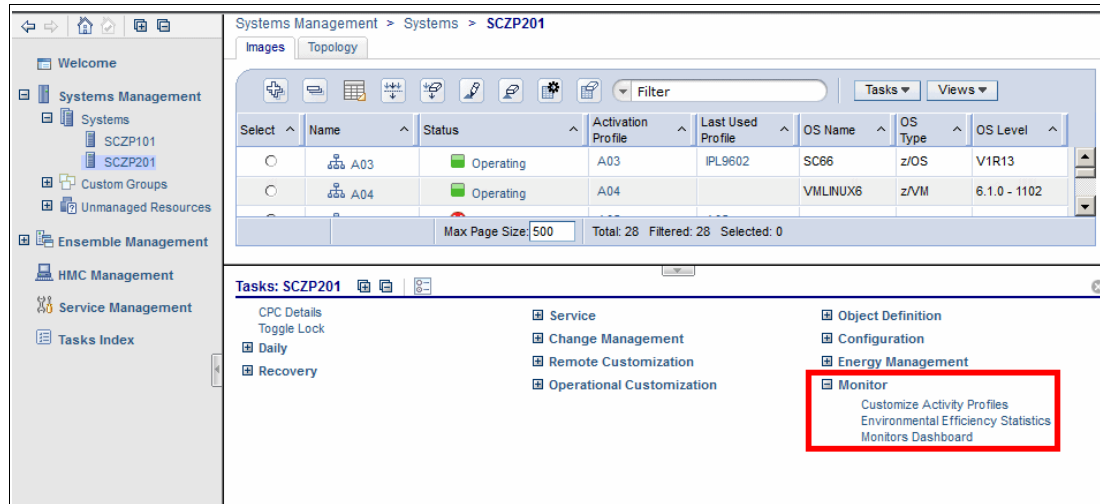 Systems Management > Systems > SCZP201
Images Topology
Welcome
Systems Management
Systems
SCZP101
SCZP201
Custom Groups
Unmanaged Resources
Ensemble Management
HMC Management
Service Management
Tasks Index
Filter
Tasks
Views
Select Name Status Activation Profile Last Used Profile OS Name OS Type OS Level
A03 Operating A03 IPL9602 SC66 z/OS V1R13
A04 Operating A04 VMLINUX6 z/VM 6.1.0 - 1102
Max Page Size: 500 Total: 28 Filtered: 28 Selected: 0
Tasks: SCZP201
CPC Details
Toggle Lock
Daily
Recovery
Service
Change Management
Remote Customization
Operational Customization
Object Definition
Configuration
Energy Management
Monitor
Customize Activity Profiles
Environmental Efficiency Statistics
Monitors Dashboard